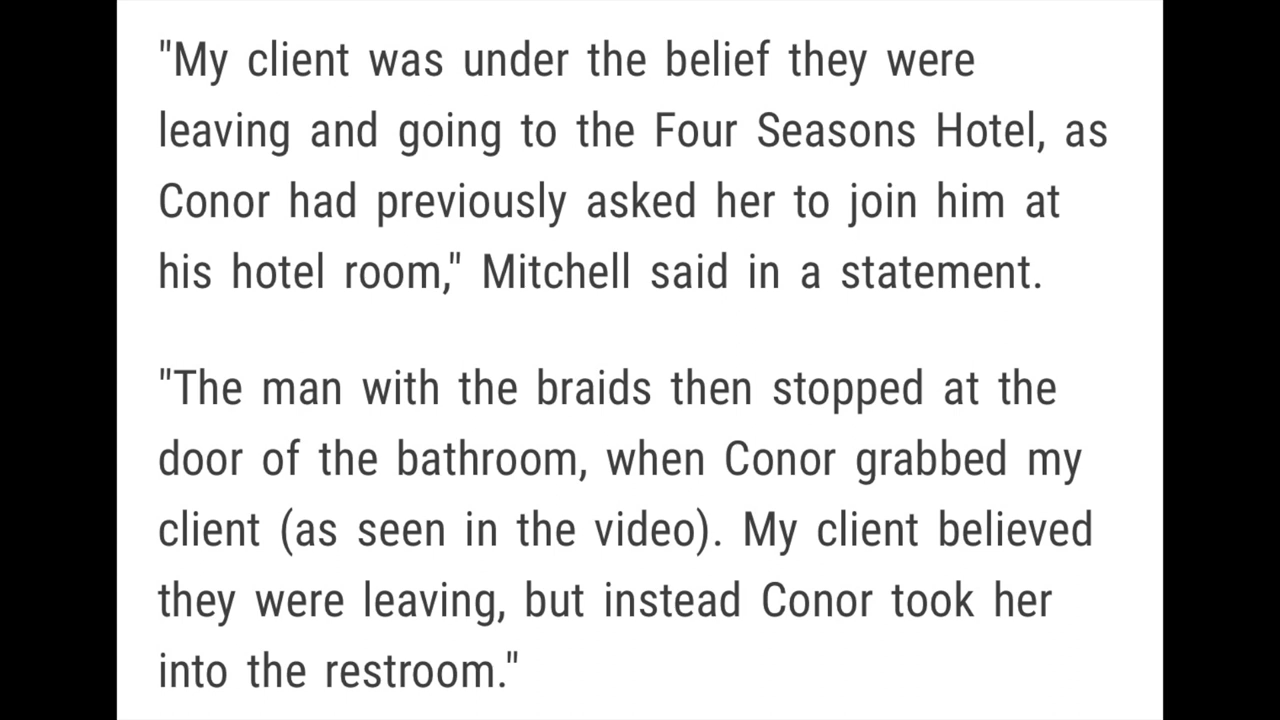 "My client was under the belief they were
leaving and going to the Four Seasons Hotel, as
Conor had previously asked her to join him at
his hotel room," Mitchell said in a statement.
"The man with the braids then stopped at the
door of the bathroom, when Conor grabbed my
client (as seen in the video). My client believed
they were leaving, but instead Conor took her
into the restroom."